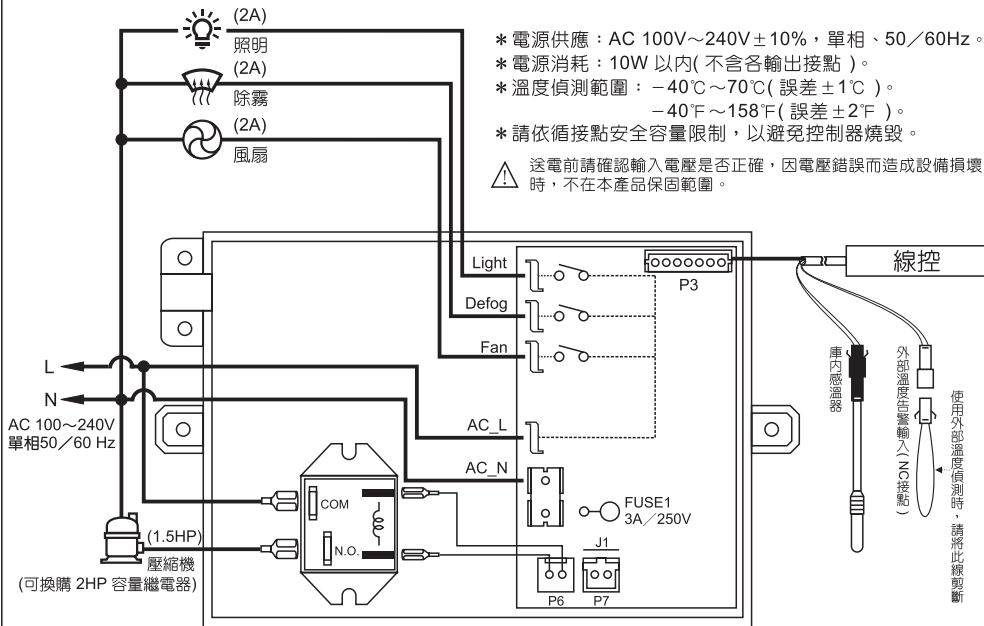 (2A)
照明
(2A)
除霧
(2A)
風扇
＊電源供應：AC 100V～240V±10%，單相、50／60Hz。
＊電源消耗：10W 以內( 不含各輸出接點 )。
＊溫度偵測範圍：－40℃～70℃( 誤差±1℃ )。
－40℉～158℉( 誤差±2℉ )。
＊請依循接點安全容量限制，以避免控制器燒毀。
送電前請確認輸入電壓是否正確，因電壓錯誤而造成設備損壞
時，不在本產品保固範圍。
Light
Defog
Fan
P3
線控
L
N
AC 100～240V
單相50／60 Hz
AC_L
AC_N
FUSE1
3A／250V
J1
P6
P7
COM
N.O.
(1.5HP)
壓縮機
(可換購 2HP 容量繼電器)
庫內感溫器
外部溫度告警輸入(NC接點)
使用外部溫度偵測時，請將此線剪斷